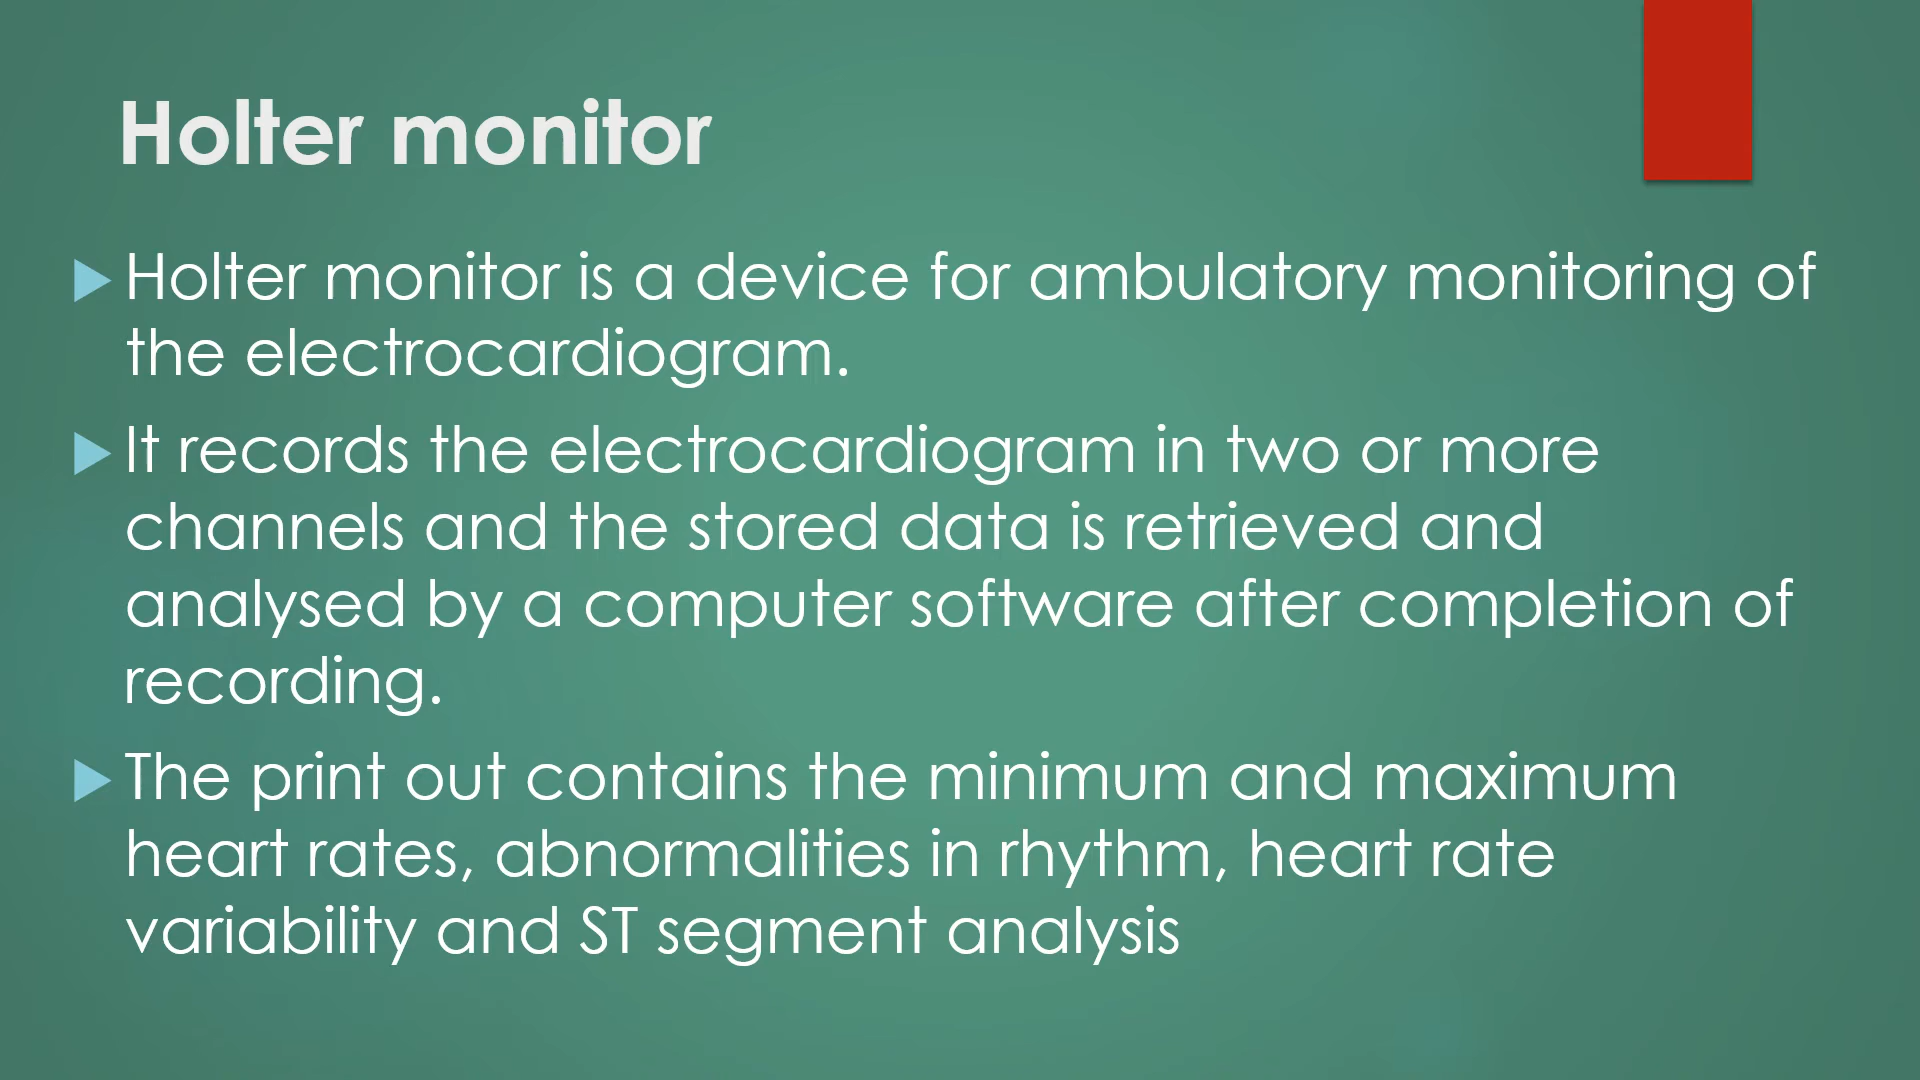 Holter monitor
Holter monitor is a device for ambulatory monitoring of
the electrocardiogram.
It records the electrocardiogram in two or more
channels and the stored data is retrieved and
analysed by a computer software after completion of
recording.
The print out contains the minimum and maximum
heart rates, abnormalities in rhythm, heart rate
variability and ST segment analysis